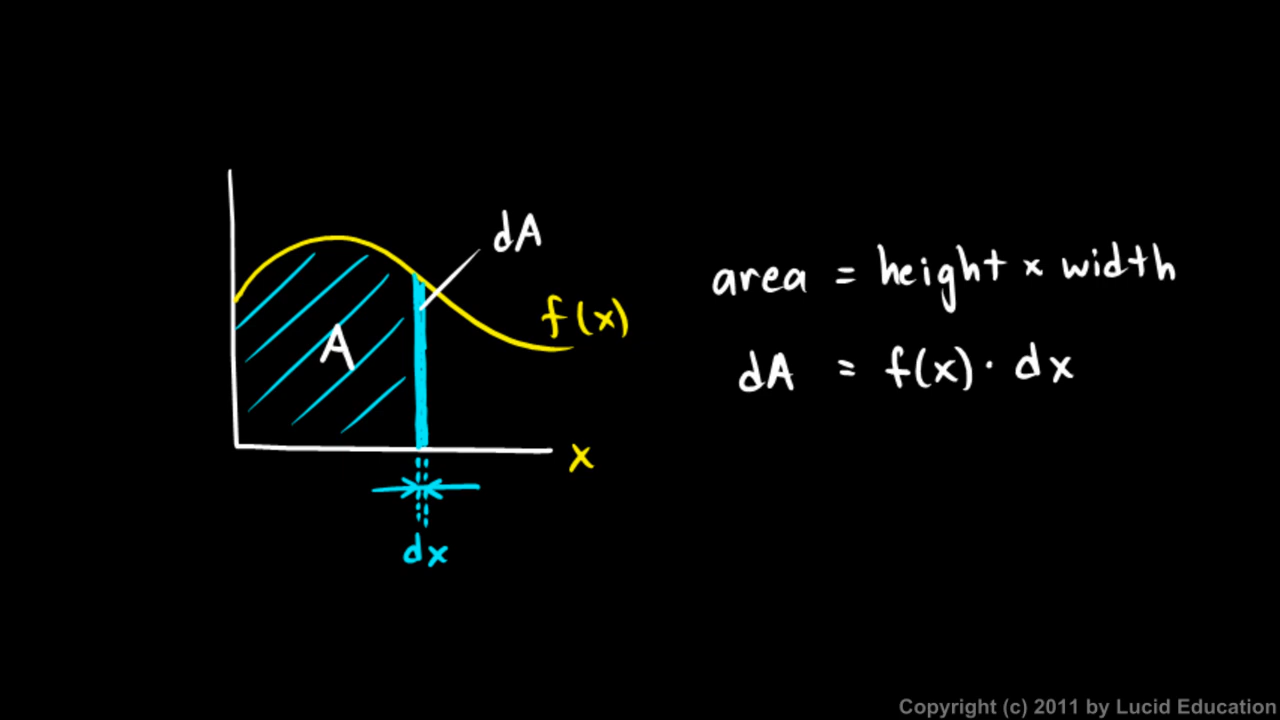 dA
f(x)
A
x
dx
area = height x width
dA = f(x) · dx
Copyright (c) 2011 by Lucid Education